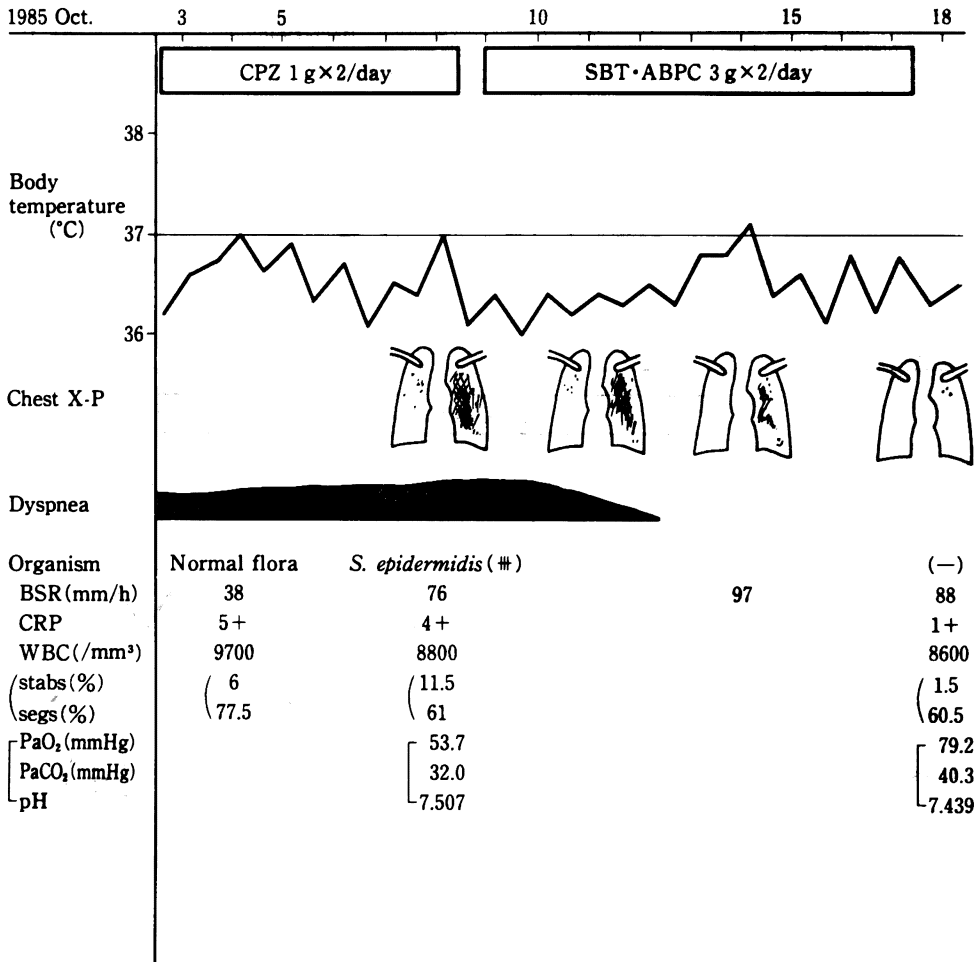 1985 Oct. 3 5 10 15 18
CPZ 1 g×2/day SBT·ABPC 3 g×2/day
38
Body
temperature
(°C)
37
36
Chest X-P
Dyspnea
Organism Normal flora S. epidermidis (卌) (—)
BSR (mm/h) 38 76 97 88
CRP 5+ 4+ 1+
WBC (/mm³) 9700 8800 8600
stabs (%) 6 11.5 1.5
segs (%) 77.5 61 60.5
PaO₂ (mmHg) 53.7 79.2
PaCO₂ (mmHg) 32.0 40.3
pH 7.507 7.439